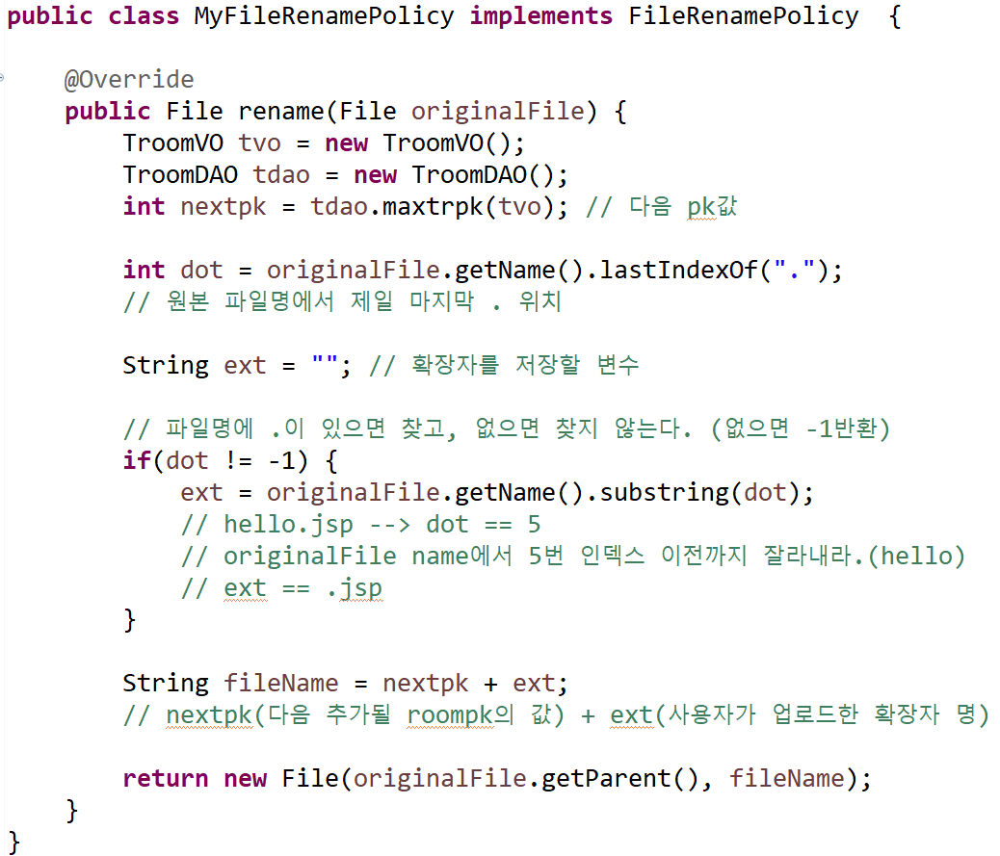 public class MyFileRenamePolicy implements FileRenamePolicy  {
@Override
public File rename(File originalFile) {
TroomVO tvo = new TroomVO();
TroomDAO tdao = new TroomDAO();
int nextpk = tdao.maxtrpk(tvo); // 다음 pk값
int dot = originalFile.getName().lastIndexOf(".");
// 원본 파일명에서 제일 마지막 . 위치
String ext = ""; // 확장자를 저장할 변수
// 파일명에 .이 있으면 찾고, 없으면 찾지 않는다. (없으면 -1반환)
if(dot != -1) {
ext = originalFile.getName().substring(dot);
// hello.jsp --> dot == 5
// originalFile name에서 5번 인덱스 이전까지 잘라내라.(hello)
// ext == .jsp
}
String fileName = nextpk + ext;
// nextpk(다음 추가될 roompk의 값) + ext(사용자가 업로드한 확장자 명)
return new File(originalFile.getParent(), fileName);
}
}